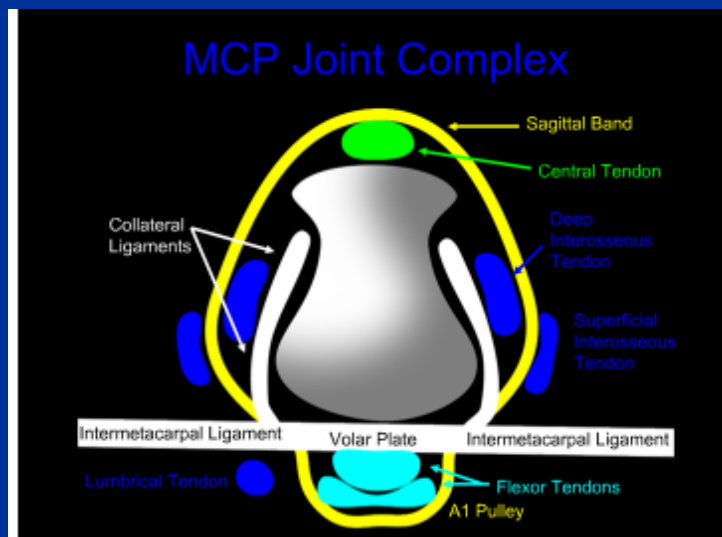 MCP Joint Complex
Sagittal Band
Central Tendon
Collateral
Ligaments
Deep
Interosseous
Tendon
Superficial
Interosseous
Tendon
Intermetacarpal Ligament
Volar Plate
Intermetacarpal Ligament
Lumbrical Tendon
Flexor Tendons
A1 Pulley